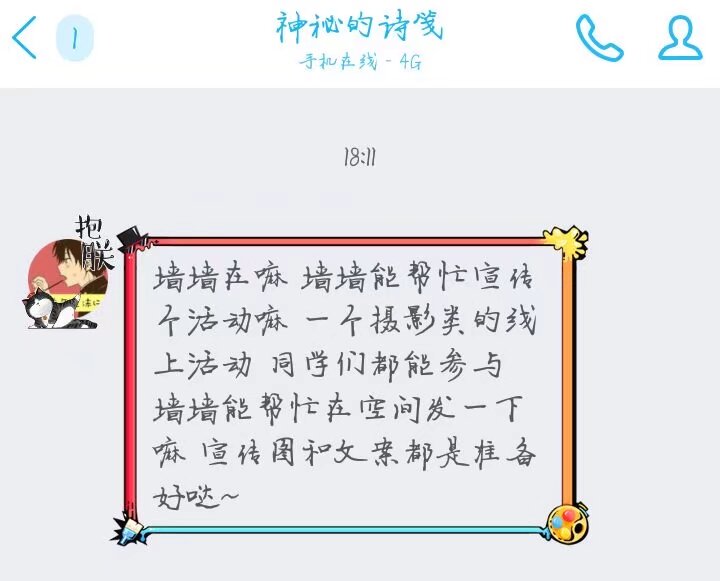 1
神秘的诗笺
手机在线 - 4G
18:11
抱
朕
墙墙在嘛 墙墙能帮忙宣传
个活动嘛 一个摄影类的线
上活动 同学们都能参与
墙墙能帮忙在空间发一下
嘛 宣传图和文案都是准备
好哒~